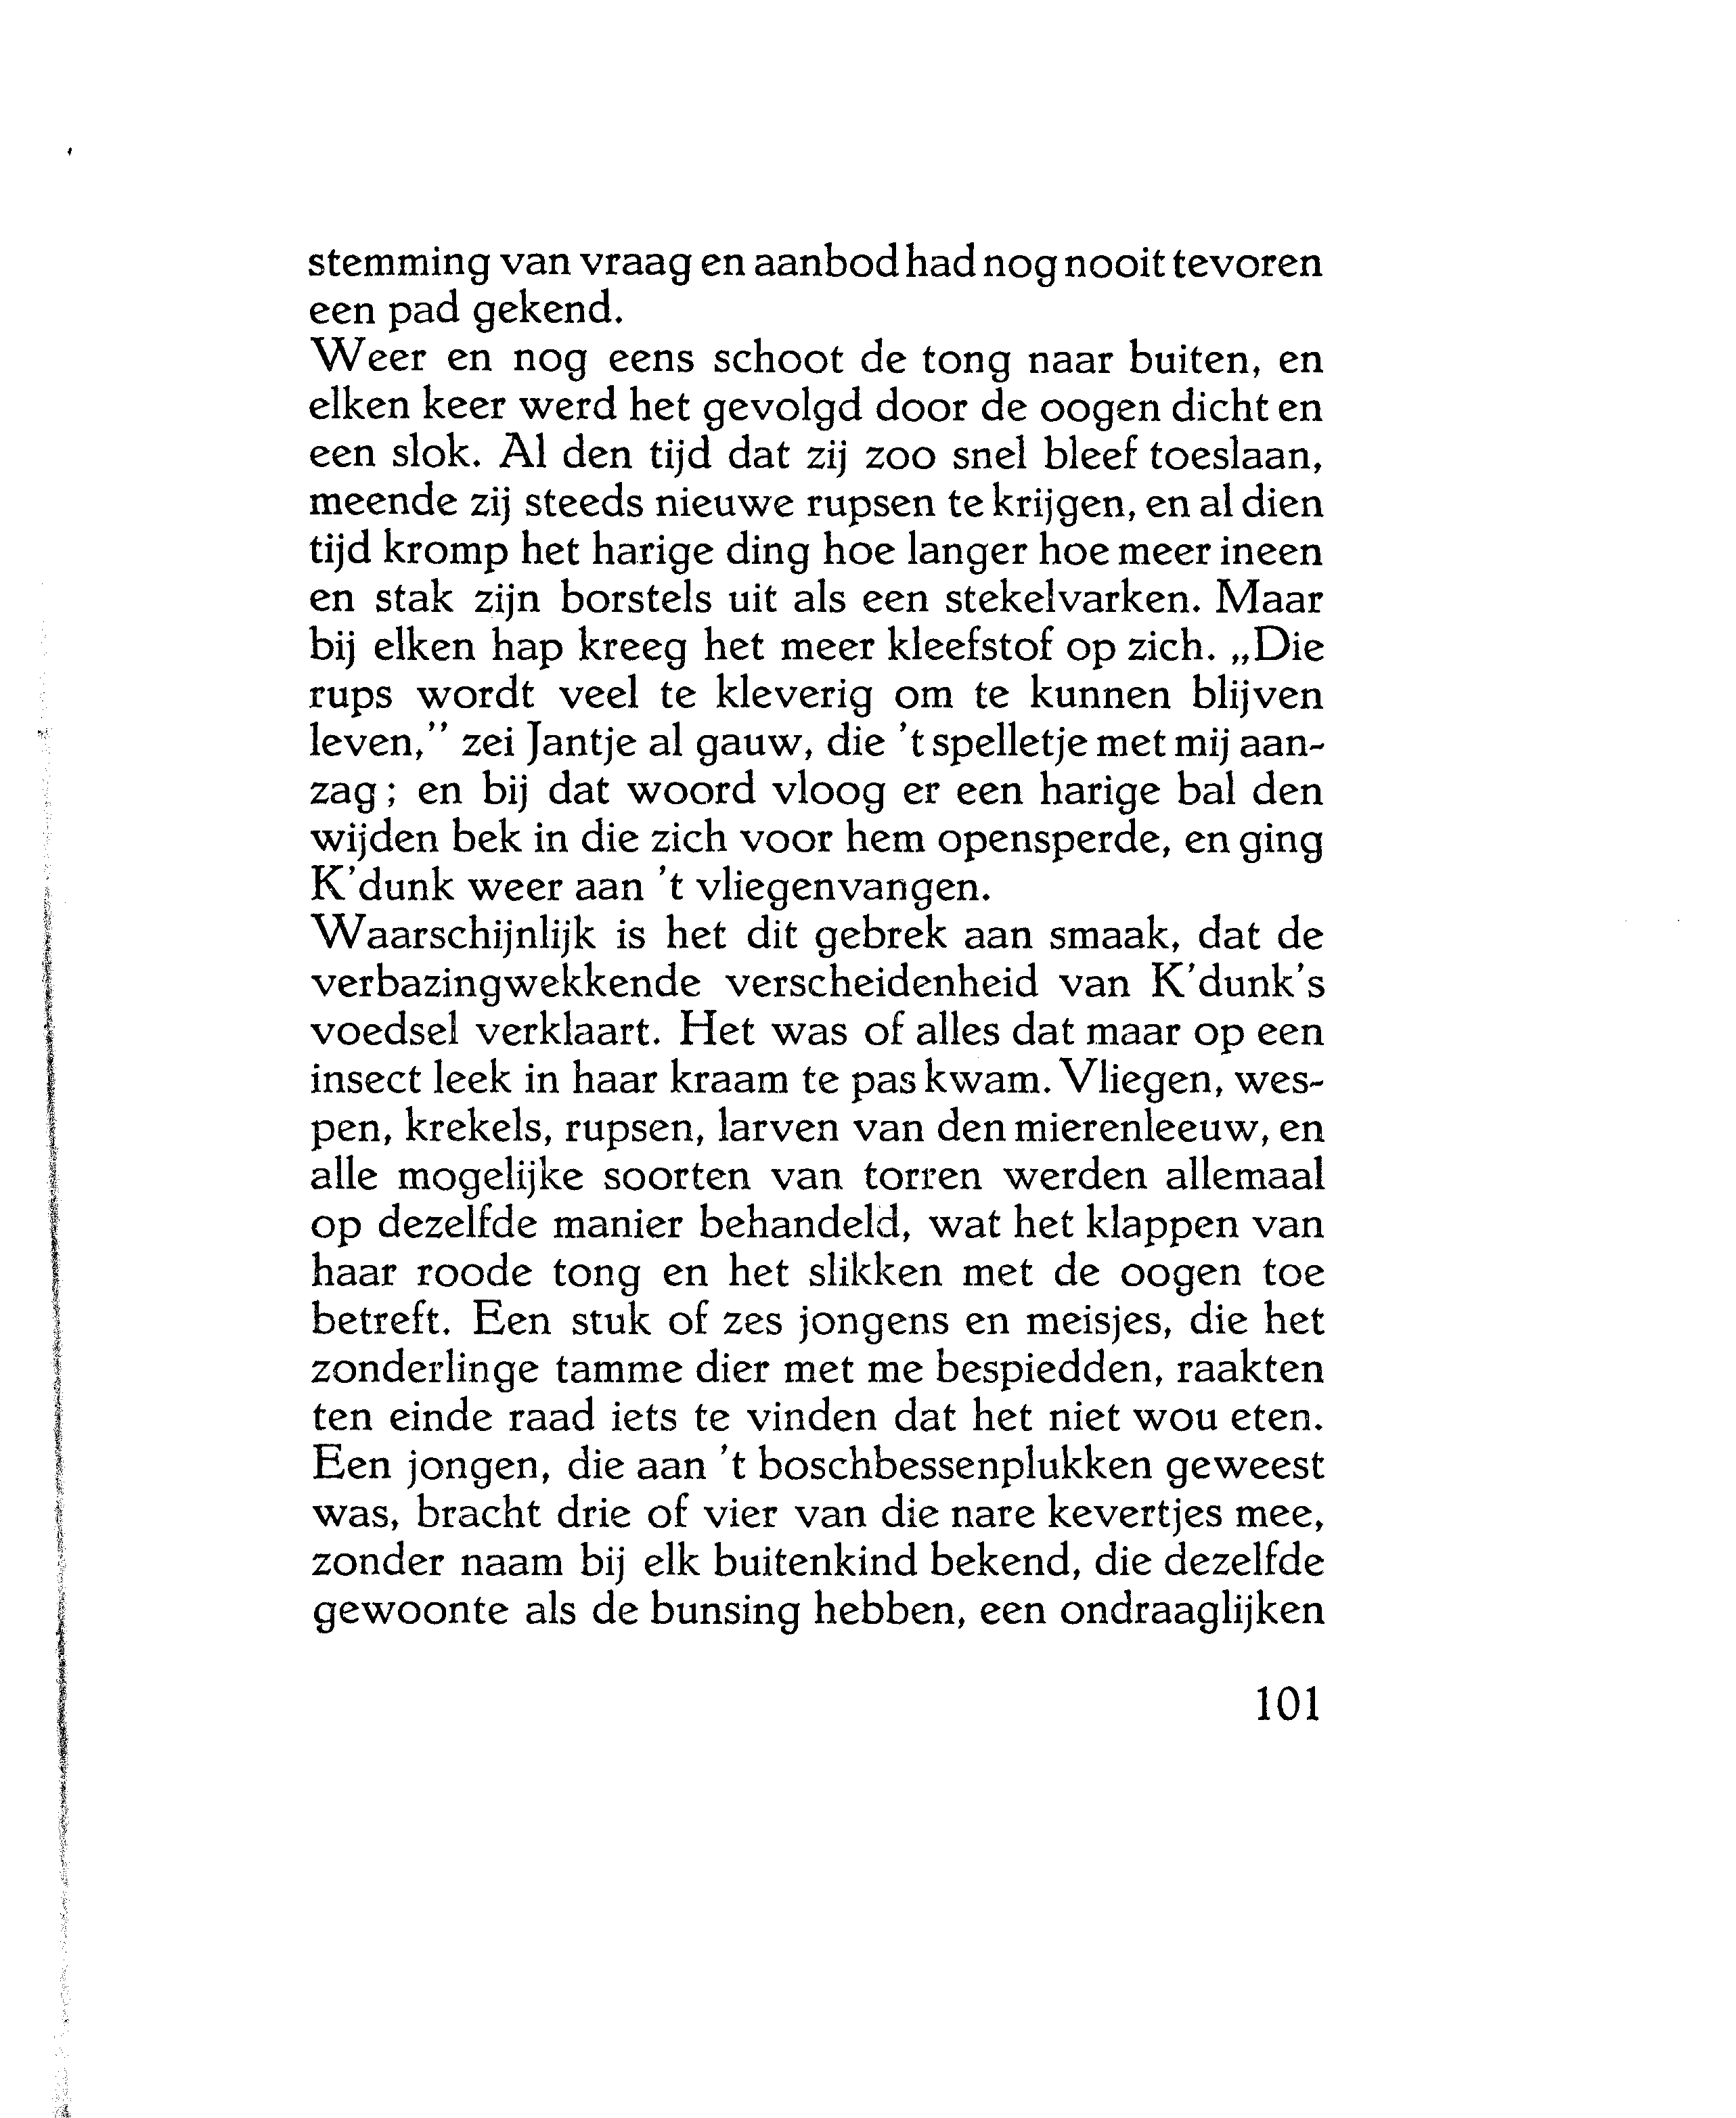 stemming van vraag en aanbod had nog nooit tevoren
een pad gekend.
Weer en nog eens schoot de tong naar buiten, en
elken keer werd het gevolgd door de oogen dicht en
een slok. Al den tijd dat zij zoo snel bleef toeslaan,
meende zij steeds nieuwe rupsen te krijgen, en al dien
tijd kromp het harige ding hoe langer hoe meer ineen
en stak zijn borstels uit als een stekelvarken. Maar
bij elken hap kreeg het meer kleefstof op zich. „Die
rups wordt veel te kleverig om te kunnen blijven
leven,” zei Jantje al gauw, die 't spelletje met mij aan-
zag; en bij dat woord vloog er een harige bal den
wijden bek in die zich voor hem opensperde, en ging
K'dunk weer aan 't vliegenvangen.
Waarschijnlijk is het dit gebrek aan smaak, dat de
verbazingwekkende verscheidenheid van K'dunk's
voedsel verklaart. Het was of alles dat maar op een
insect leek in haar kraam te pas kwam. Vliegen, wes-
pen, krekels, rupsen, larven van den mierenleeuw, en
alle mogelijke soorten van torren werden allemaal
op dezelfde manier behandeld, wat het klappen van
haar roode tong en het slikken met de oogen toe
betreft. Een stuk of zes jongens en meisjes, die het
zonderlinge tamme dier met me bespiedden, raakten
ten einde raad iets te vinden dat het niet wou eten.
Een jongen, die aan 't boschbessenplukken geweest
was, bracht drie of vier van die nare kevertjes mee,
zonder naam bij elk buitenkind bekend, die dezelfde
gewoonte als de bunsing hebben, een ondraaglijken
101